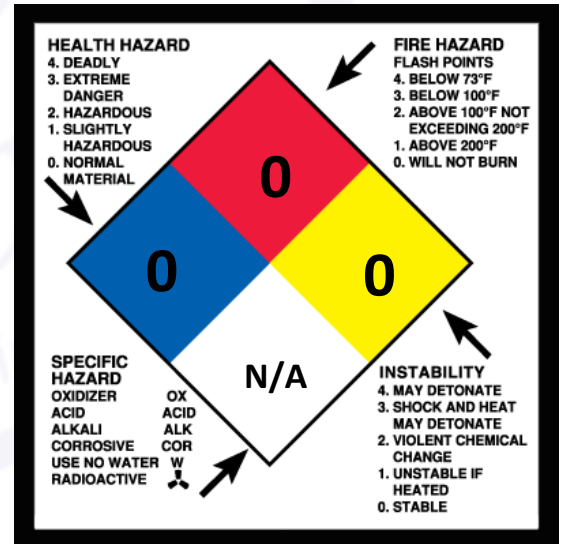 HEALTH HAZARD
4. DEADLY
3. EXTREME
DANGER
2. HAZARDOUS
1. SLIGHTLY
HAZARDOUS
0. NORMAL
MATERIAL
FIRE HAZARD
FLASH POINTS
4. BELOW 73°F
3. BELOW 100°F
2. ABOVE 100°F NOT
EXCEEDING 200°F
1. ABOVE 200°F
0. WILL NOT BURN
0
0
0
N/A
SPECIFIC
HAZARD
OXIDIZER OX
ACID ACID
ALKALI ALK
CORROSIVE COR
USE NO WATER W
RADIOACTIVE
INSTABILITY
4. MAY DETONATE
3. SHOCK AND HEAT
MAY DETONATE
2. VIOLENT CHEMICAL
CHANGE
1. UNSTABLE IF
HEATED
0. STABLE